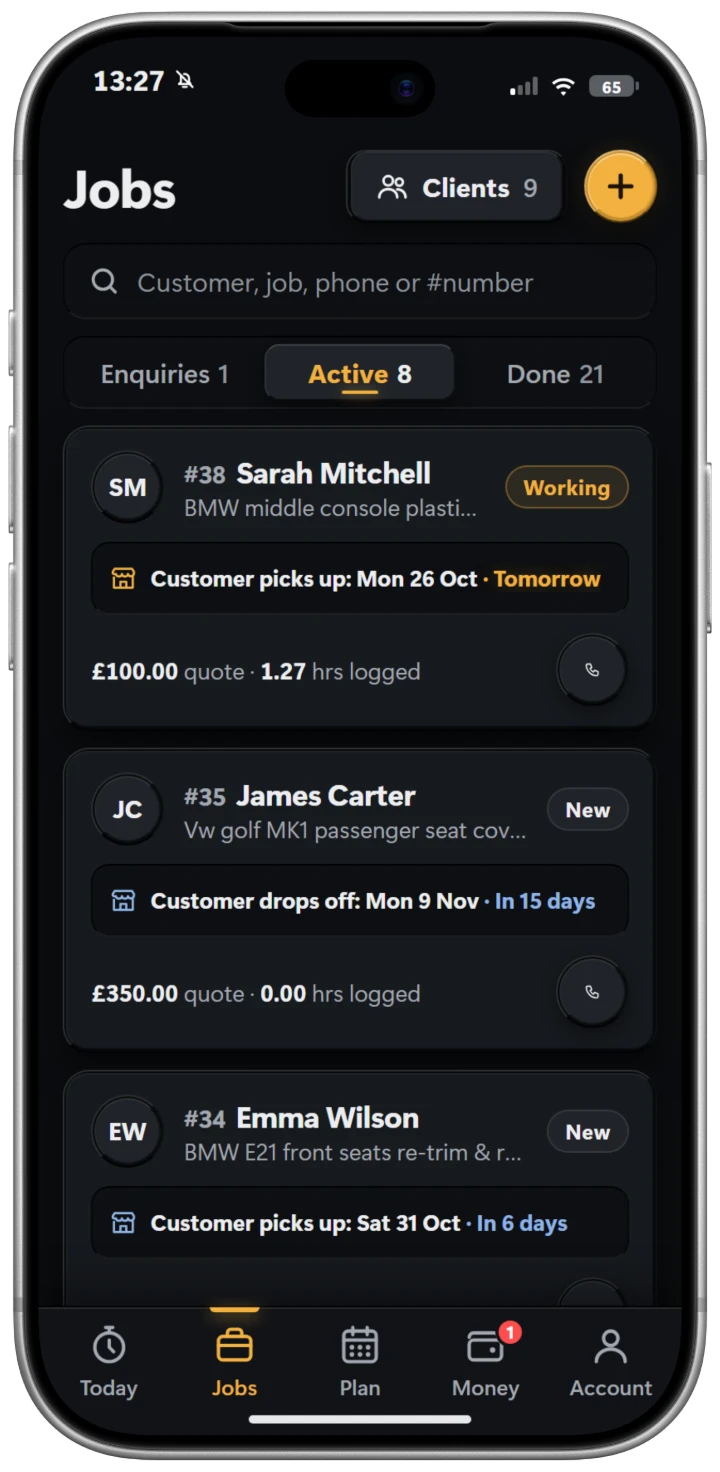 13:27
65
Jobs
Clients 9
Customer, job, phone or #number
Enquiries 1 Active 8 Done 21
SM
#38 Sarah Mitchell
Working
BMW middle console plasti...
Customer picks up: Mon 26 Oct · Tomorrow
£100.00 quote · 1.27 hrs logged
JC
#35 James Carter
New
Vw golf MK1 passenger seat cov...
Customer drops off: Mon 9 Nov · In 15 days
£350.00 quote · 0.00 hrs logged
EW
#34 Emma Wilson
New
BMW E21 front seats re-trim & r...
Customer picks up: Sat 31 Oct · In 6 days
1
Today Jobs Plan Money Account